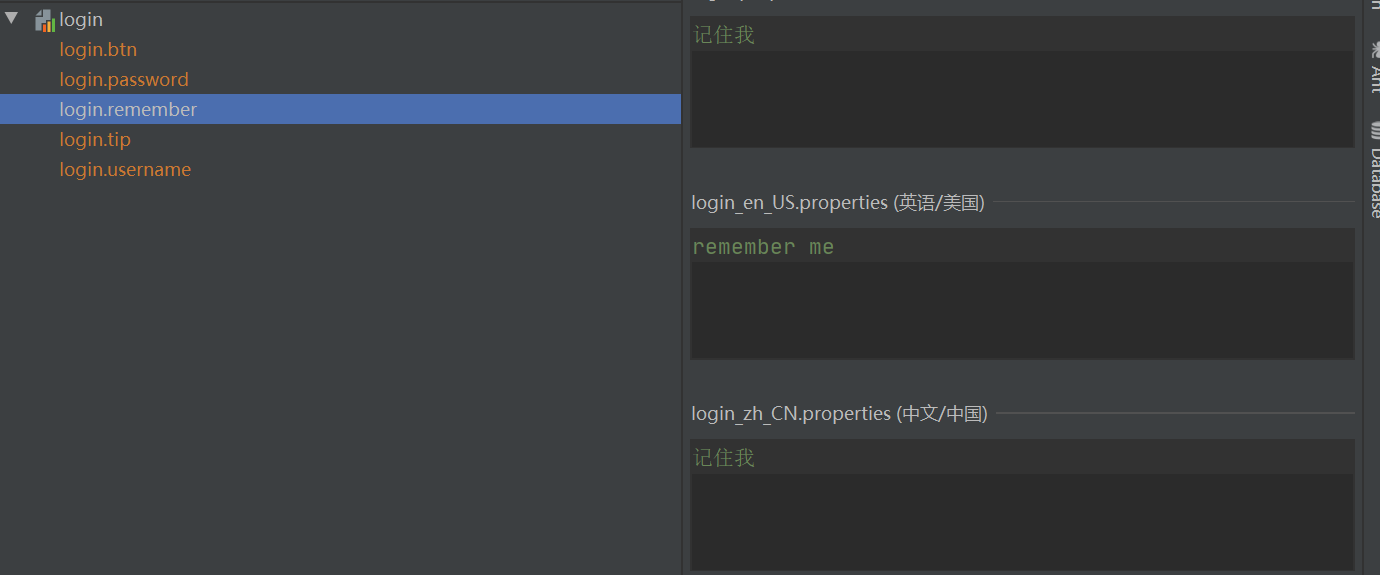 login
login.btn
login.password
login.remember
login.tip
login.username
记住我
login_en_US.properties (英语/美国)
remember me
login_zh_CN.properties (中文/中国)
记住我
Ant
Database